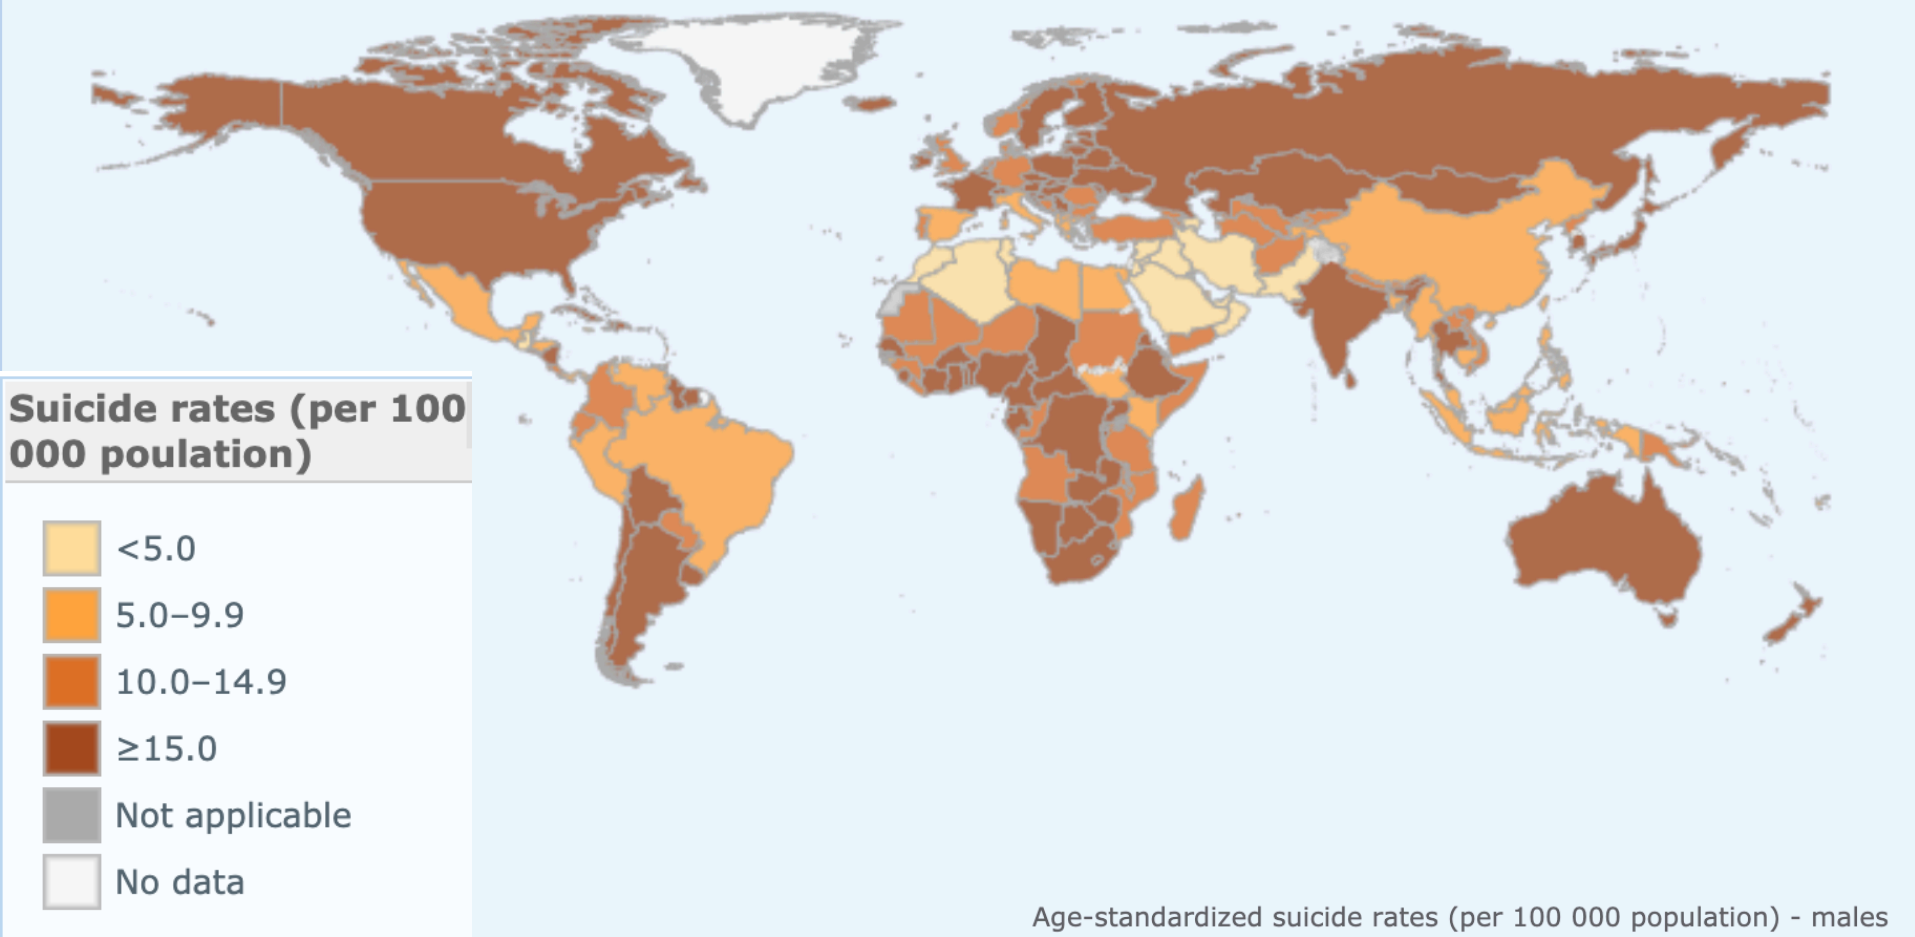 Suicide rates (per 100
000 poulation)
<5.0
5.0–9.9
10.0–14.9
≥15.0
Not applicable
No data
Age-standardized suicide rates (per 100 000 population) - males